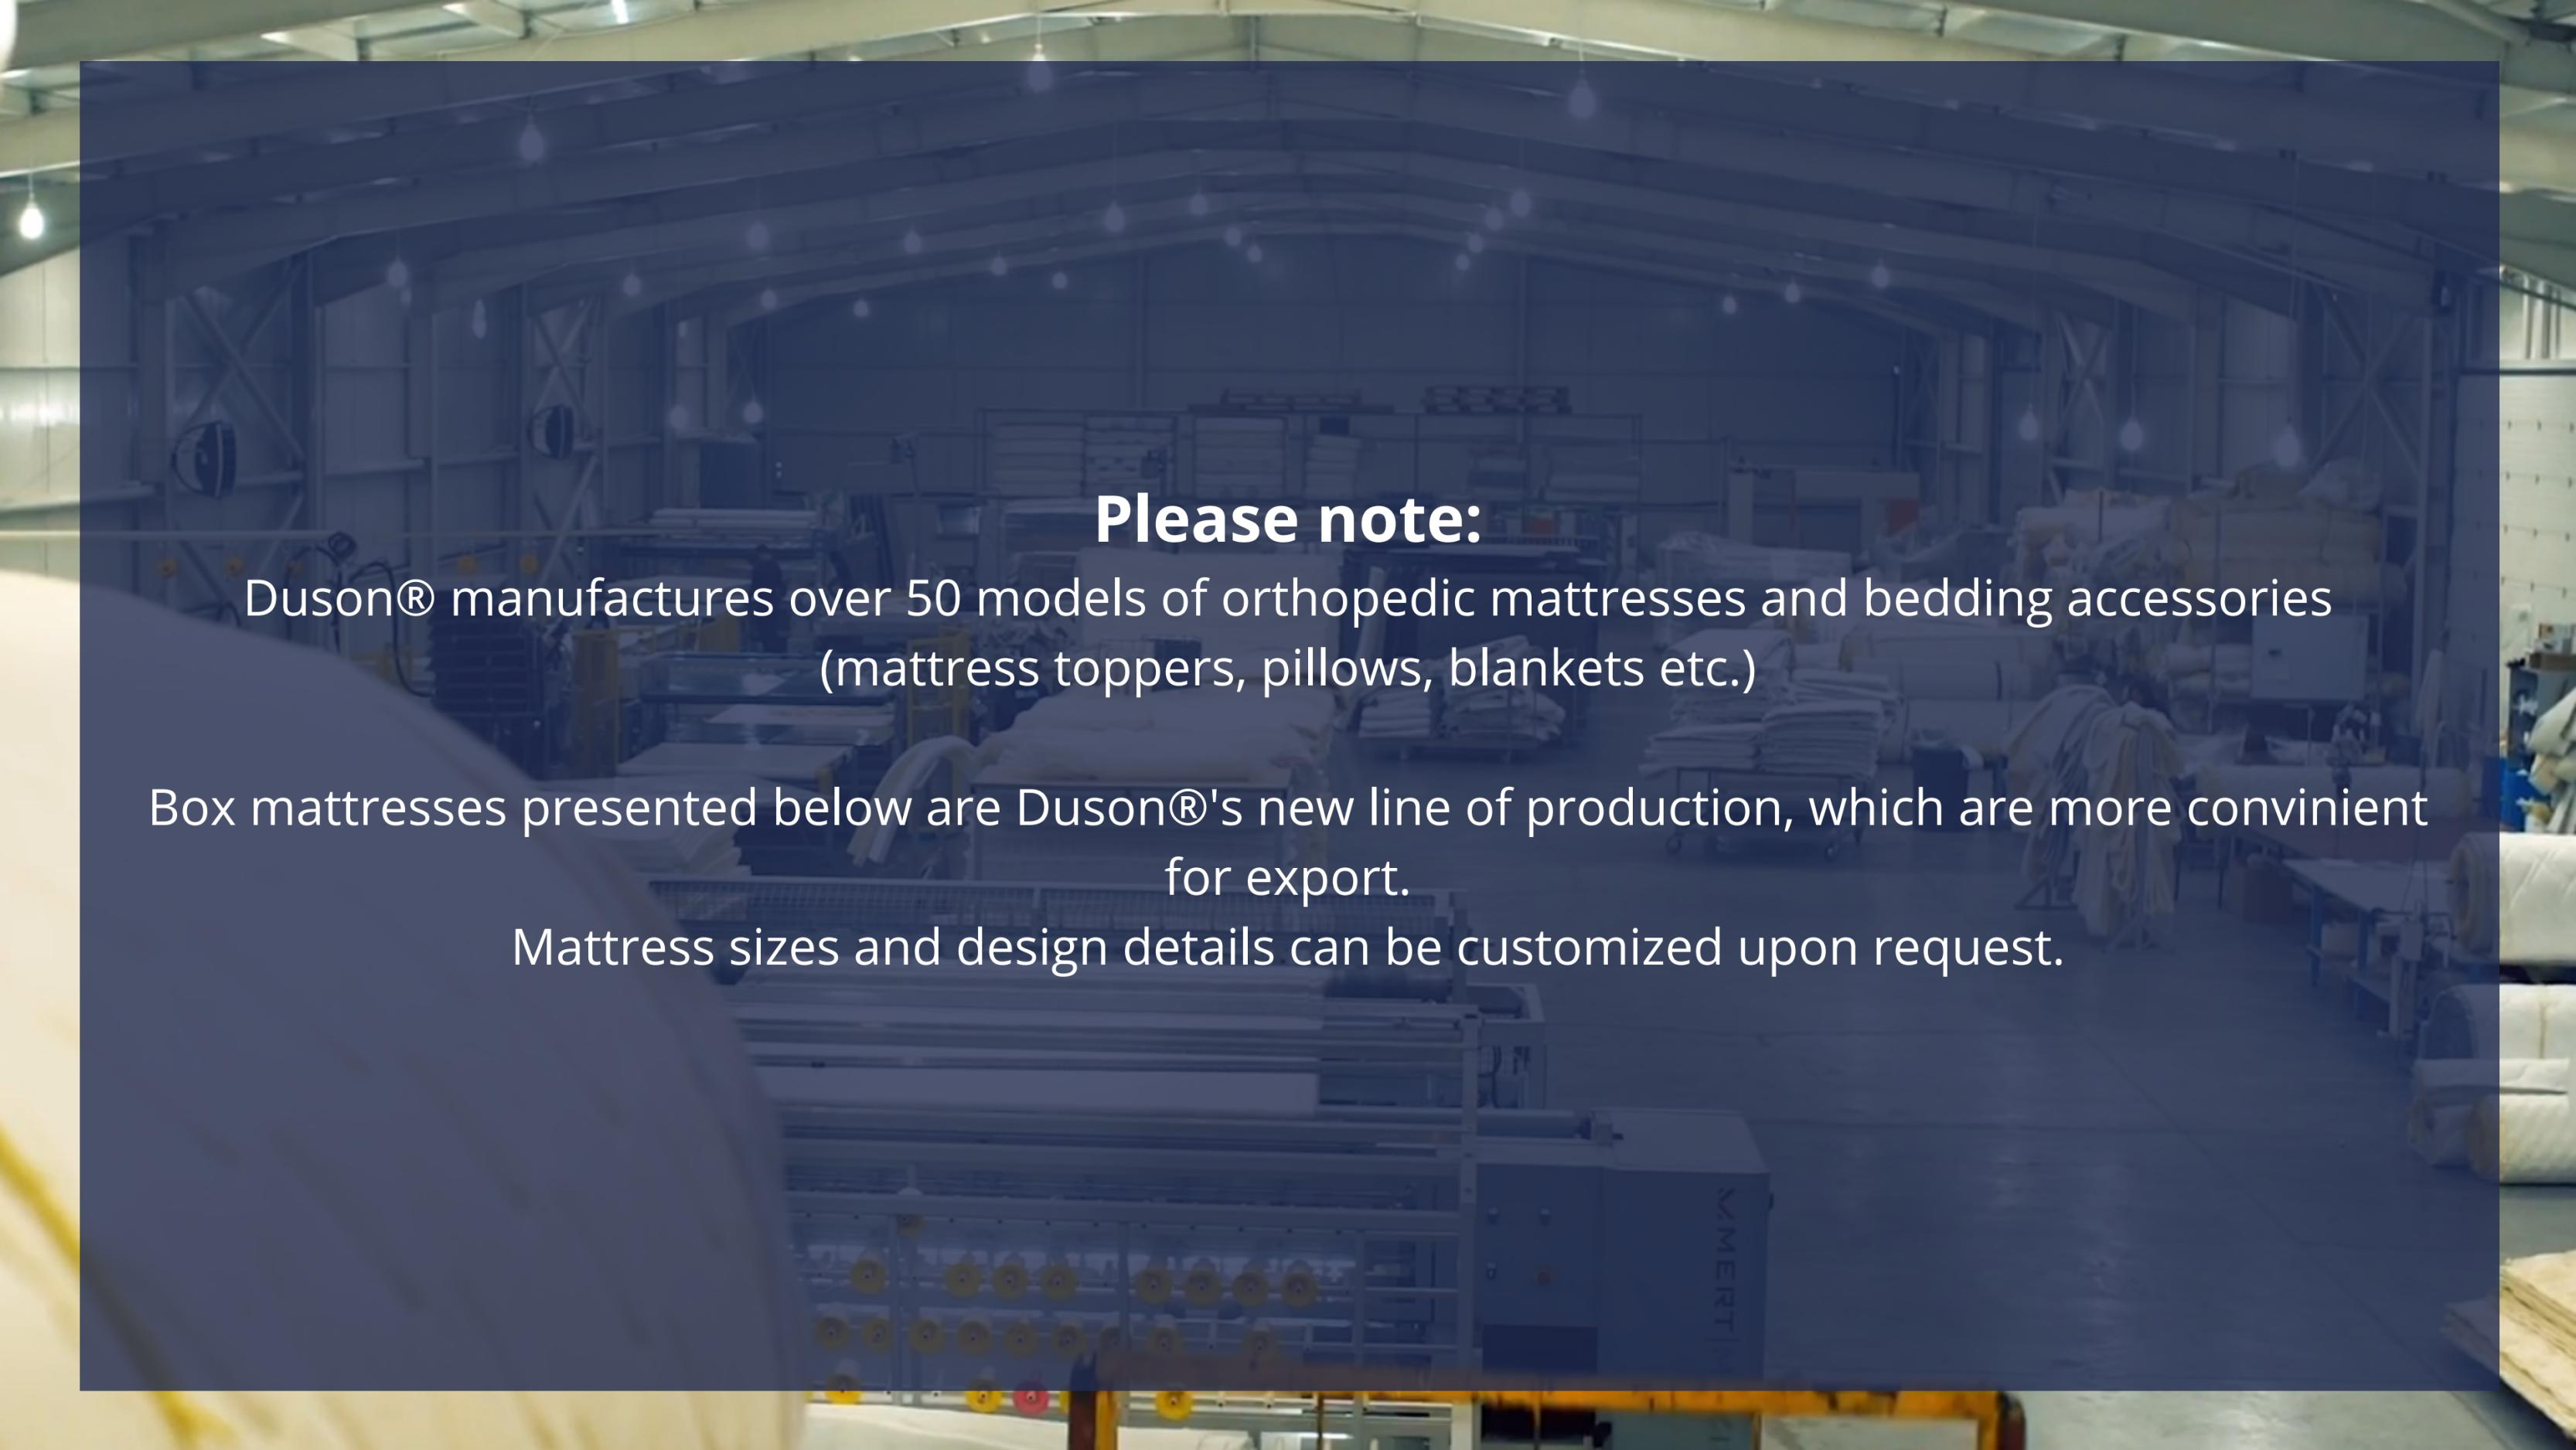 Please note:
Duson® manufactures over 50 models of orthopedic mattresses and bedding accessories
(mattress toppers, pillows, blankets etc.)
Box mattresses presented below are Duson®'s new line of production, which are more convinient
for export.
Mattress sizes and design details can be customized upon request.